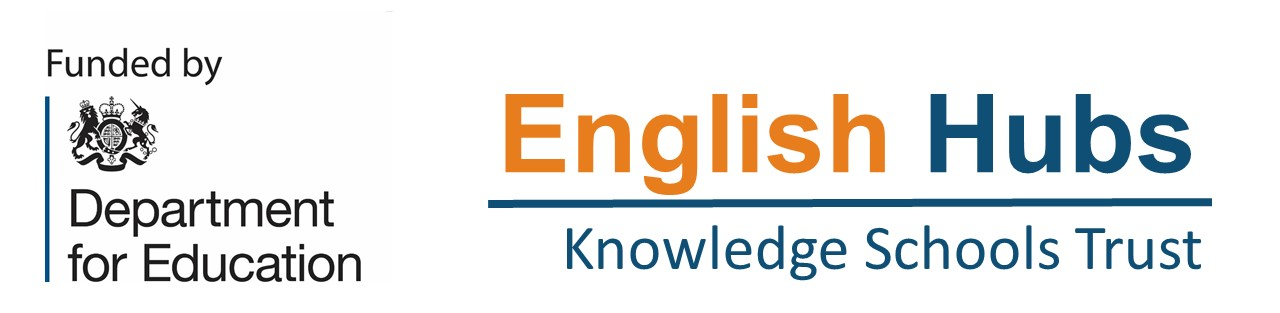 Funded by
Department
for Education
English Hubs
Knowledge Schools Trust